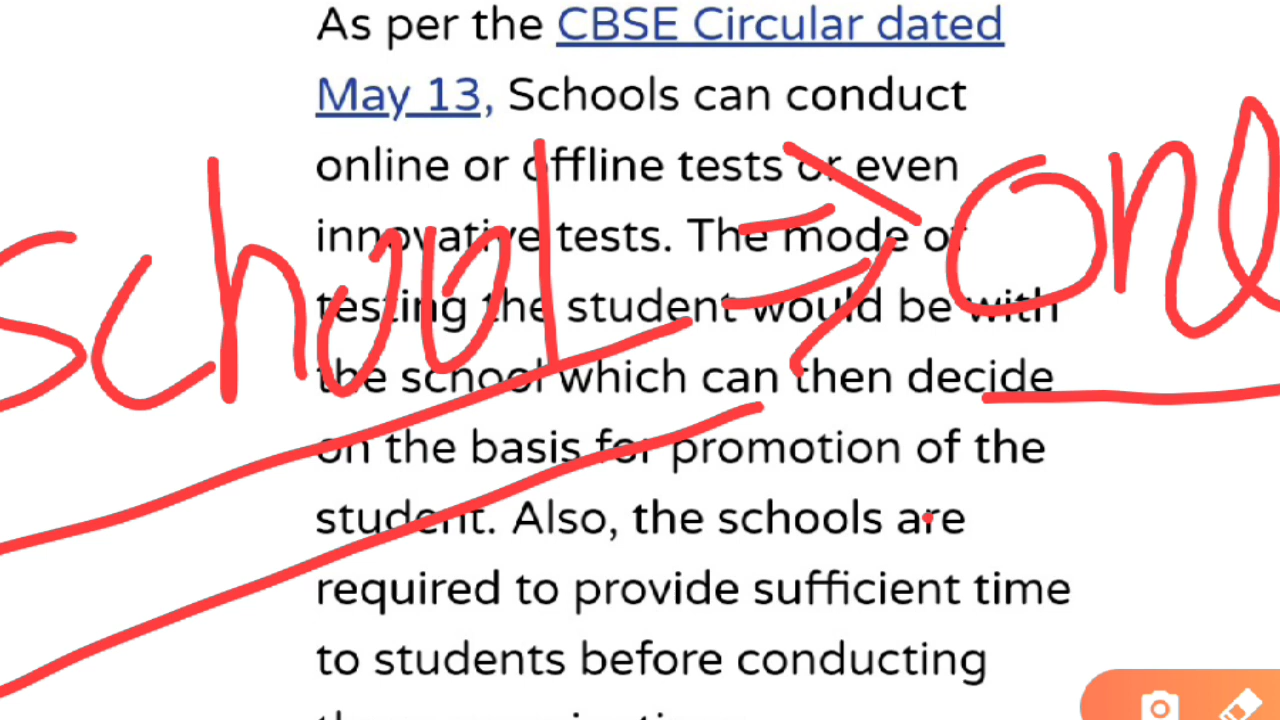 As per the CBSE Circular dated
May 13, Schools can conduct
online or offline tests or even
innovative tests. The mode of
testing the student would be with
the school which can then decide
on the basis for promotion of the
student. Also, the schools are
required to provide sufficient time
to students before conducting
school => onl